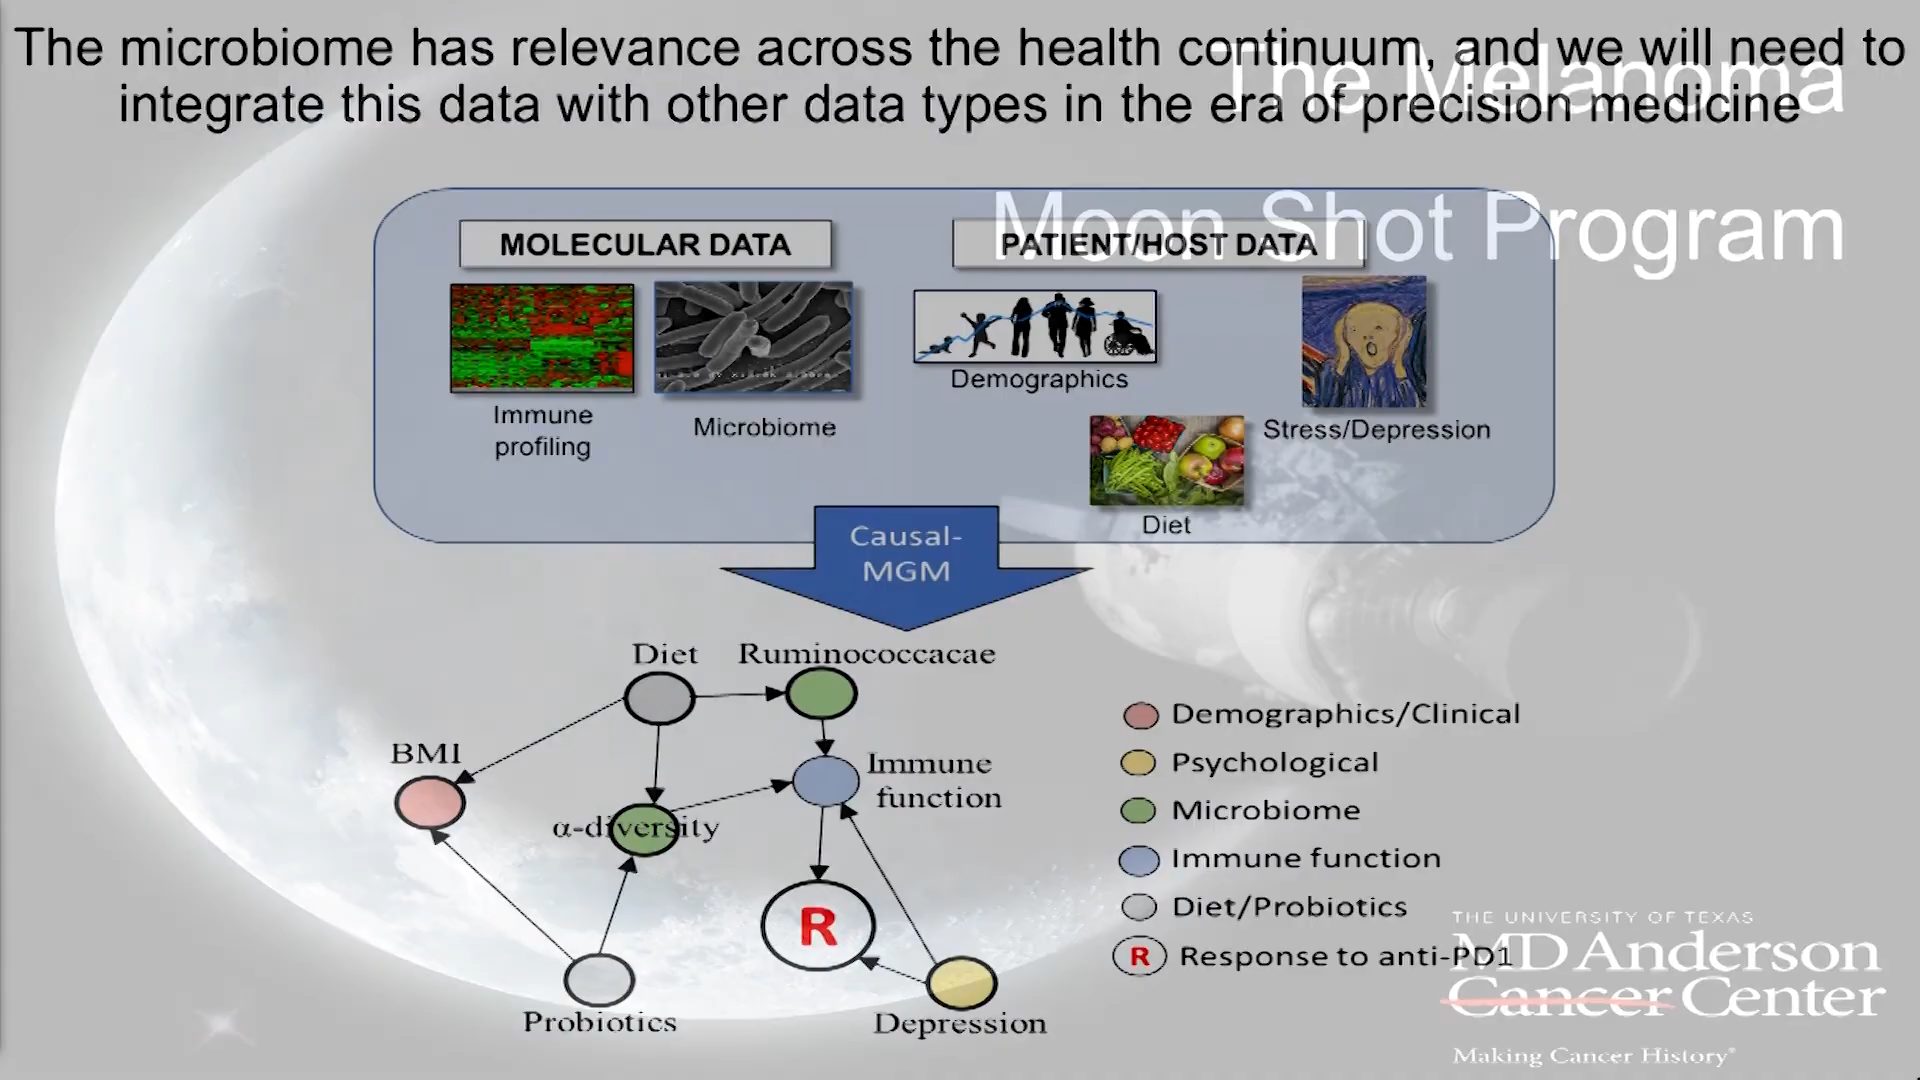 The microbiome has relevance across the health continuum, and we will need to
integrate this data with other data types in the era of precision medicine
The Melanoma
Moon Shot Program
MOLECULAR DATA
PATIENT/HOST DATA
Immune
profiling
Microbiome
Demographics
Stress/Depression
Diet
Causal-
MGM
Diet
Ruminococcacae
BMI
Immune
function
α-diversity
R
Probiotics
Depression
Demographics/Clinical
Psychological
Microbiome
Immune function
Diet/Probiotics
R Response to anti-PD1
THE UNIVERSITY OF TEXAS
MD Anderson
Cancer Center
Making Cancer History®